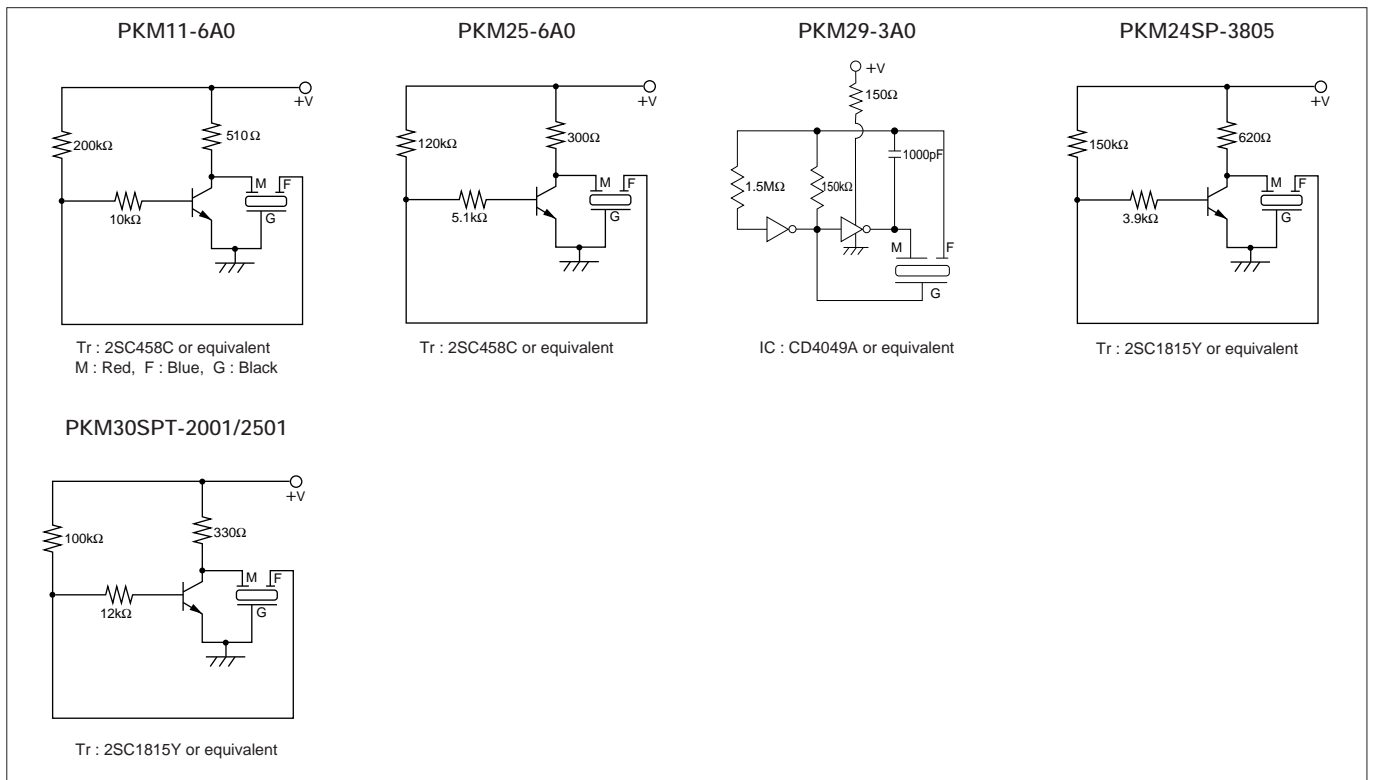 PKM11-6A0
+V
200kΩ
510Ω
M F
10kΩ
G
Tr : 2SC458C or equivalent
M : Red, F : Blue, G : Black
PKM25-6A0
+V
120kΩ
300Ω
M F
5.1kΩ
G
Tr : 2SC458C or equivalent
PKM29-3A0
+V
150Ω
1000pF
1.5MΩ
150kΩ
M F
G
IC : CD4049A or equivalent
PKM24SP-3805
+V
150kΩ
620Ω
M F
3.9kΩ
G
Tr : 2SC1815Y or equivalent
PKM30SPT-2001/2501
+V
100kΩ
330Ω
M F
12kΩ
G
Tr : 2SC1815Y or equivalent